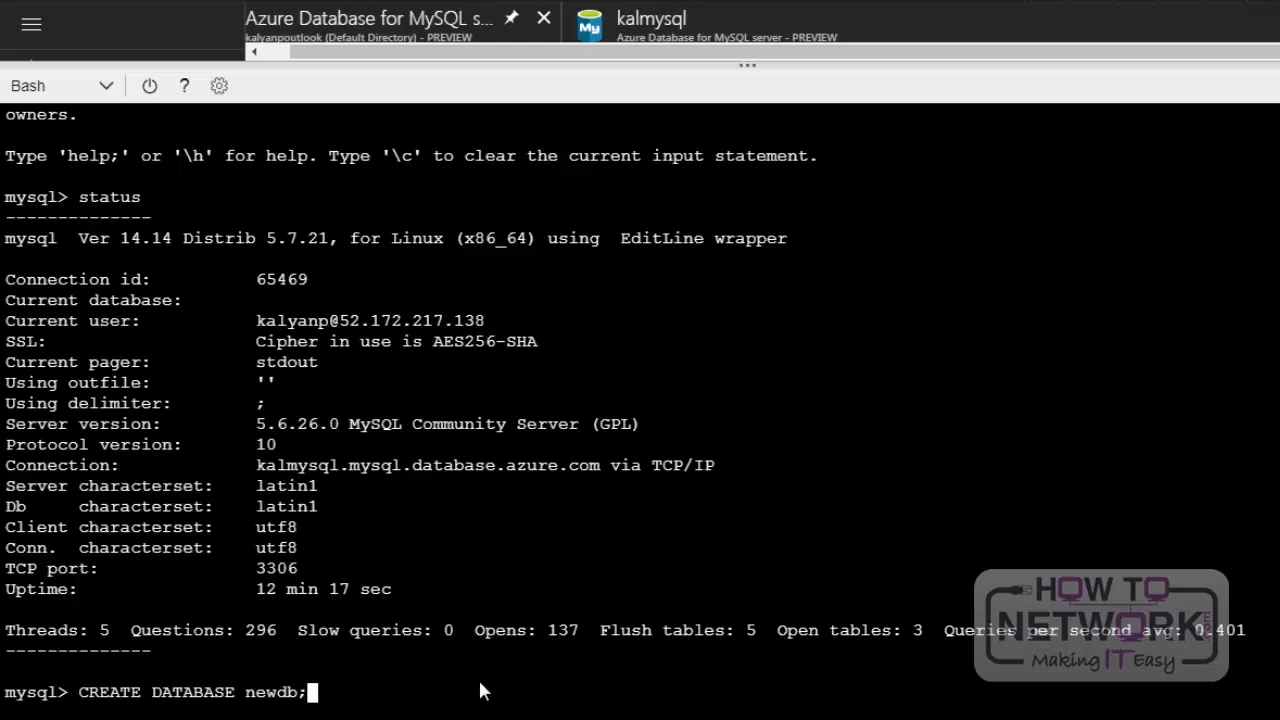 Azure Database for MySQL s...
kalyanpoutlook (Default Directory) - PREVIEW
My
kalmysql
Azure Database for MySQL server - PREVIEW
Bash
?
owners.
Type 'help;' or '\h' for help. Type '\c' to clear the current input statement.
mysql> status
--------------
mysql  Ver 14.14 Distrib 5.7.21, for Linux (x86_64) using  EditLine wrapper
Connection id:          65469
Current database:
Current user:           kalyanp@52.172.217.138
SSL:                    Cipher in use is AES256-SHA
Current pager:          stdout
Using outfile:          ''
Using delimiter:        ;
Server version:         5.6.26.0 MySQL Community Server (GPL)
Protocol version:       10
Connection:             kalmysql.mysql.database.azure.com via TCP/IP
Server characterset:    latin1
Db     characterset:    latin1
Client characterset:    utf8
Conn.  characterset:    utf8
TCP port:               3306
Uptime:                 12 min 17 sec
Threads: 5  Questions: 296  Slow queries: 0  Opens: 137  Flush tables: 5  Open tables: 3  Queries per second avg: 0.401
--------------
mysql> CREATE DATABASE newdb;
HOW TO
NETWORK.com
Making IT Easy